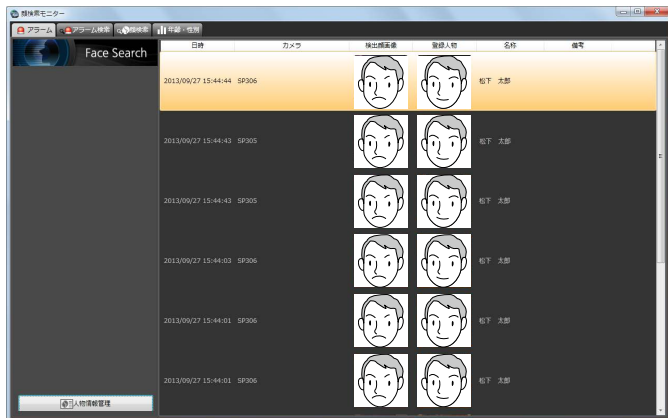 顔検索モニター
アラーム アラーム検索 顔検索 年齢・性別
Face Search
日時 カメラ 検出顔画像 登録人物 名称 備考
2013/09/27 15:44:44 SP306 松下 太郎
2013/09/27 15:44:43 SP305 松下 太郎
2013/09/27 15:44:43 SP305 松下 太郎
2013/09/27 15:44:03 SP306 松下 太郎
2013/09/27 15:44:01 SP306 松下 太郎
2013/09/27 15:44:01 SP306 松下 太郎
人物情報管理